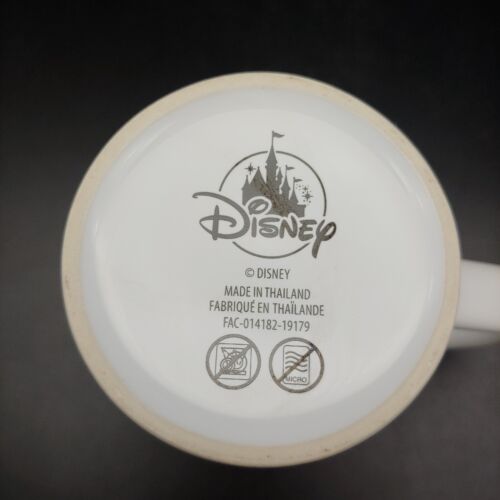 Disney
© DISNEY
MADE IN THAILAND
FABRIQUÉ EN THAÏLANDE
FAC-014182-19179
MICRO